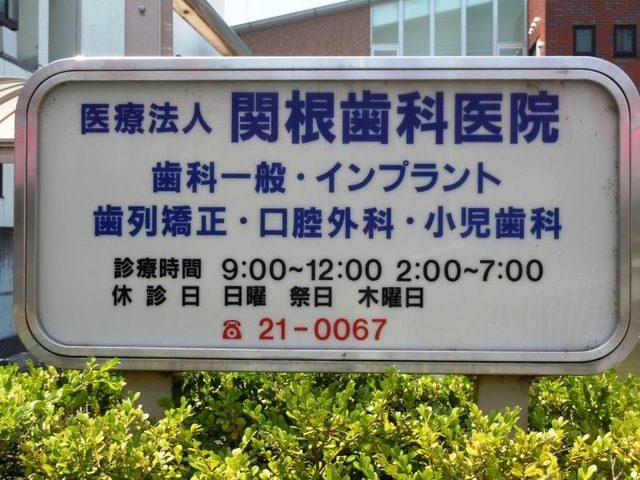 医療法人 関根歯科医院
歯科一般・インプラント
歯列矯正・口腔外科・小児歯科
診療時間 9:00~12:00 2:00~7:00
休診日 日曜 祭日 木曜日
☎ 21-0067